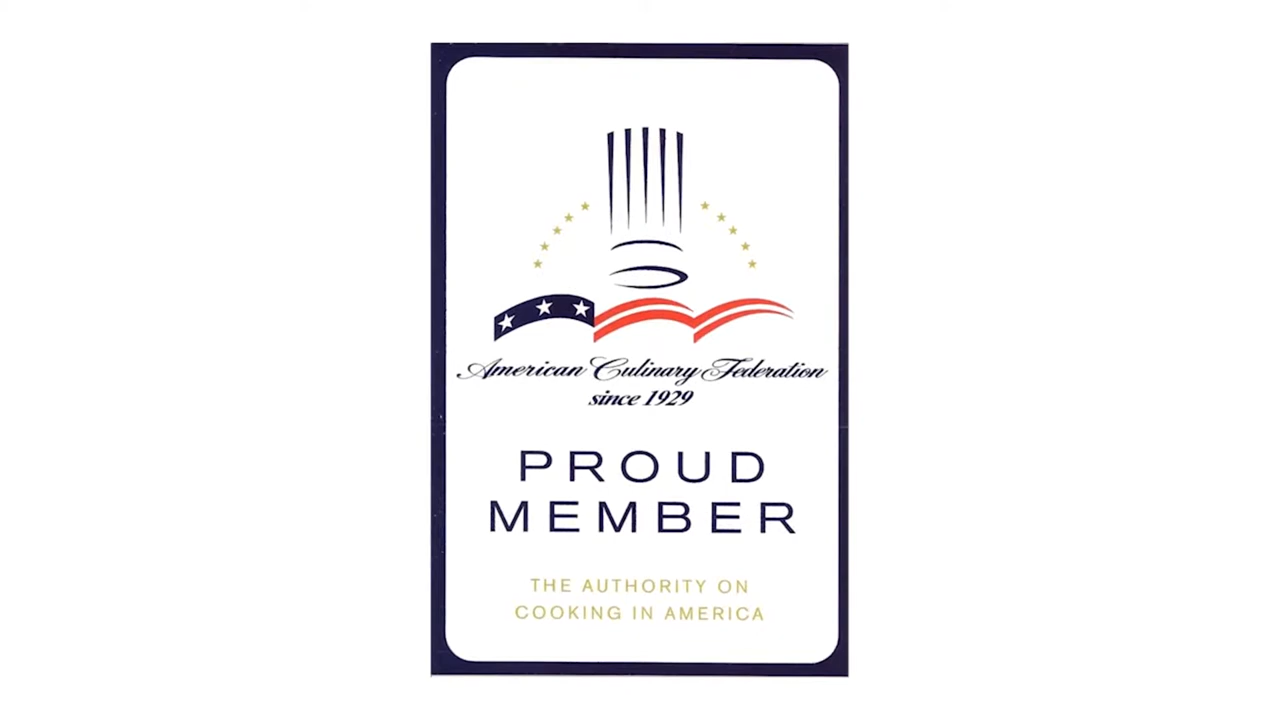 American Culinary Federation
since 1929
PROUD
MEMBER
THE AUTHORITY ON
COOKING IN AMERICA